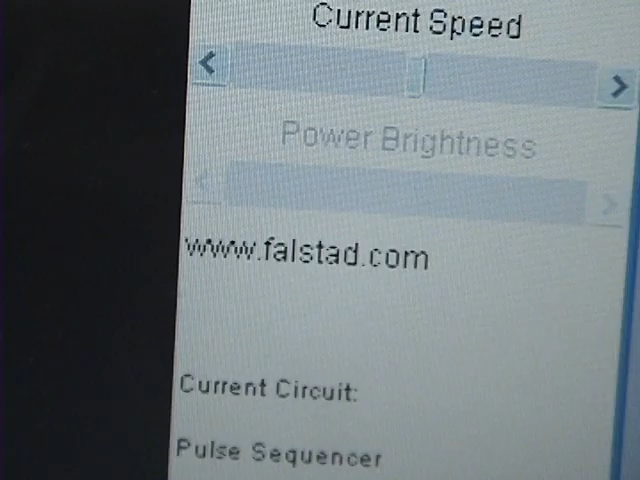 Current Speed
Power Brightness
www.falstad.com
Current Circuit:
Pulse Sequencer